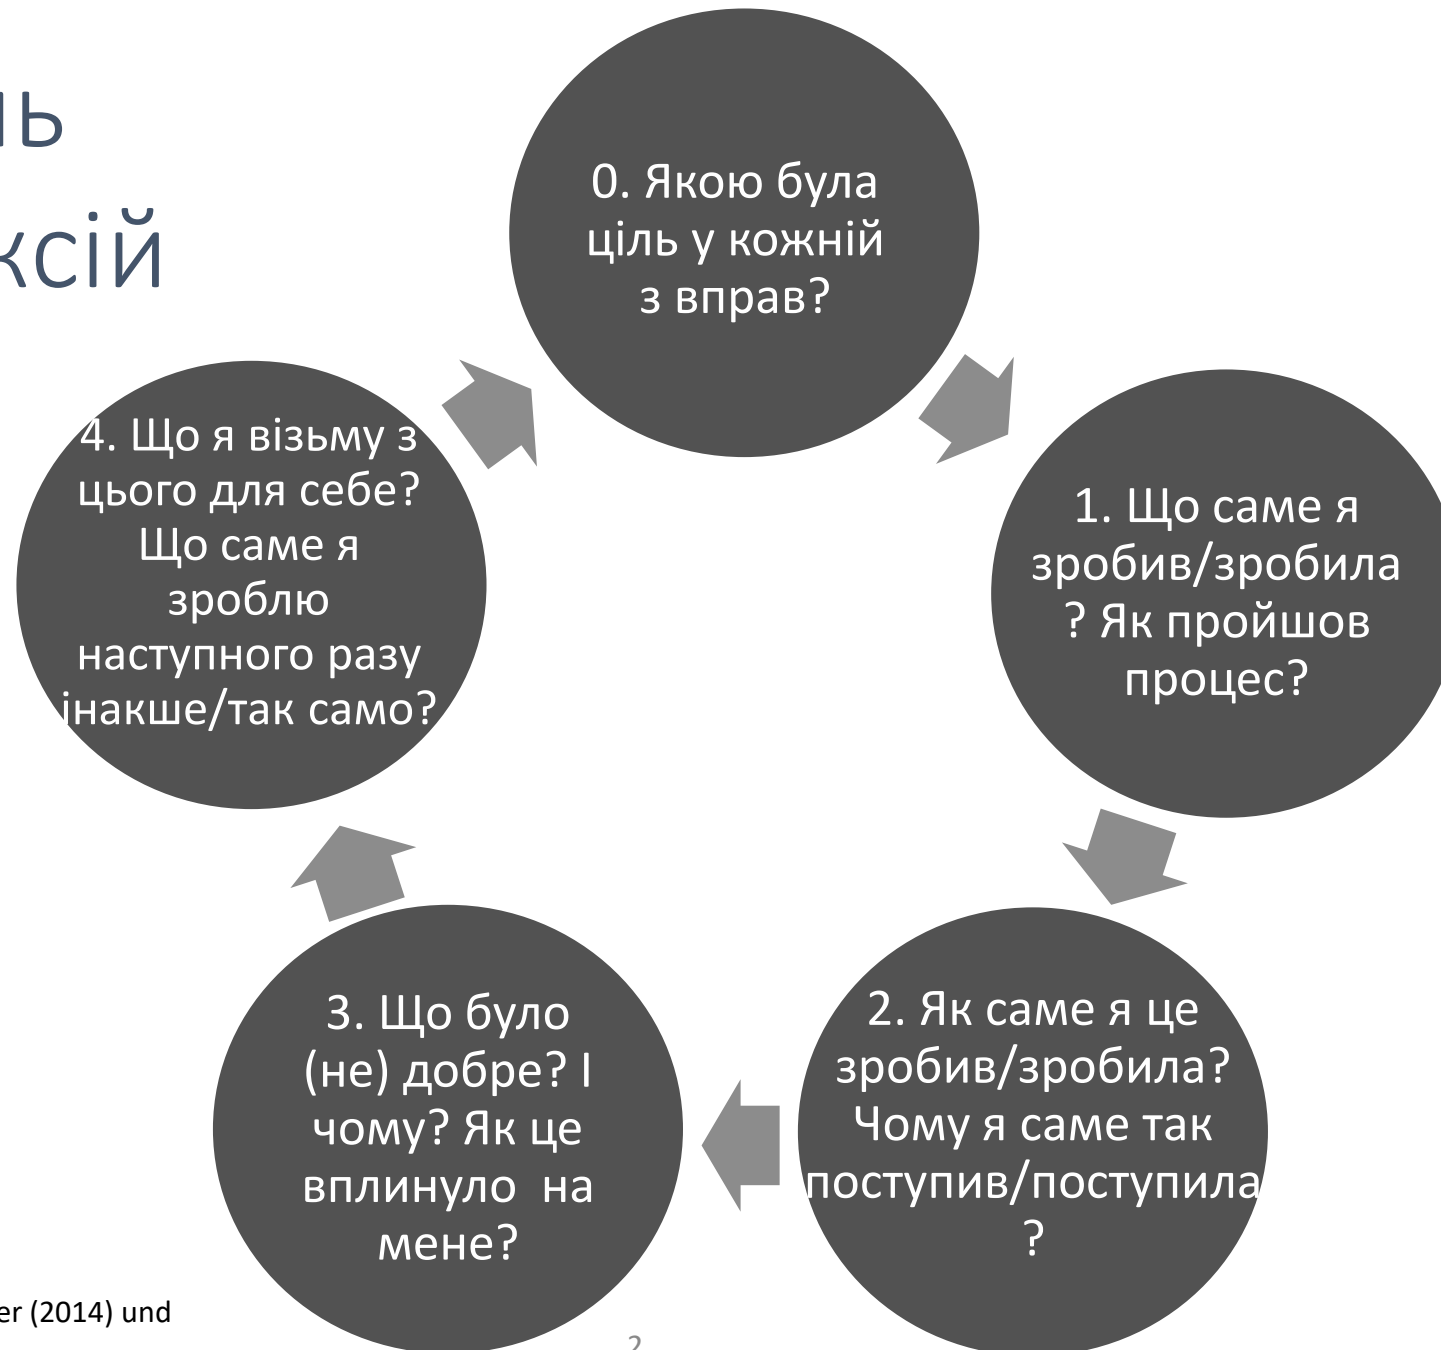 ль
ксій
0. Якою була
ціль у кожній
з вправ?
1. Що саме я
зробив/зробила
? Як пройшов
процес?
2. Як саме я це
зробив/зробила?
Чому я саме так
поступив/поступила
?
3. Що було
(не) добре? І
чому? Як це
вплинуло на
мене?
4. Що я візьму з
цього для себе?
Що саме я
зроблю
наступного разу
інакше/так само?
er (2014) und
2